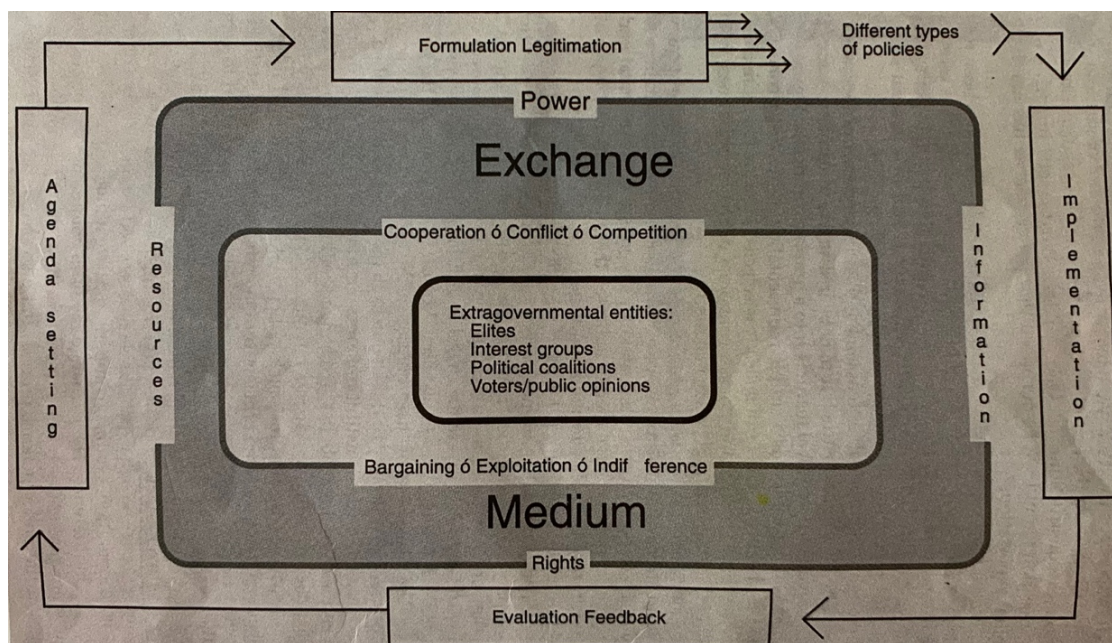 Formulation Legitimation
Different types
of policies
Power
Exchange
Agenda setting
Resources
Cooperation ó Conflict ó Competition
Information
Implementation
Extragovernmental entities:
Elites
Interest groups
Political coalitions
Voters/public opinions
Bargaining ó Exploitation ó Indif ference
Medium
Rights
Evaluation Feedback